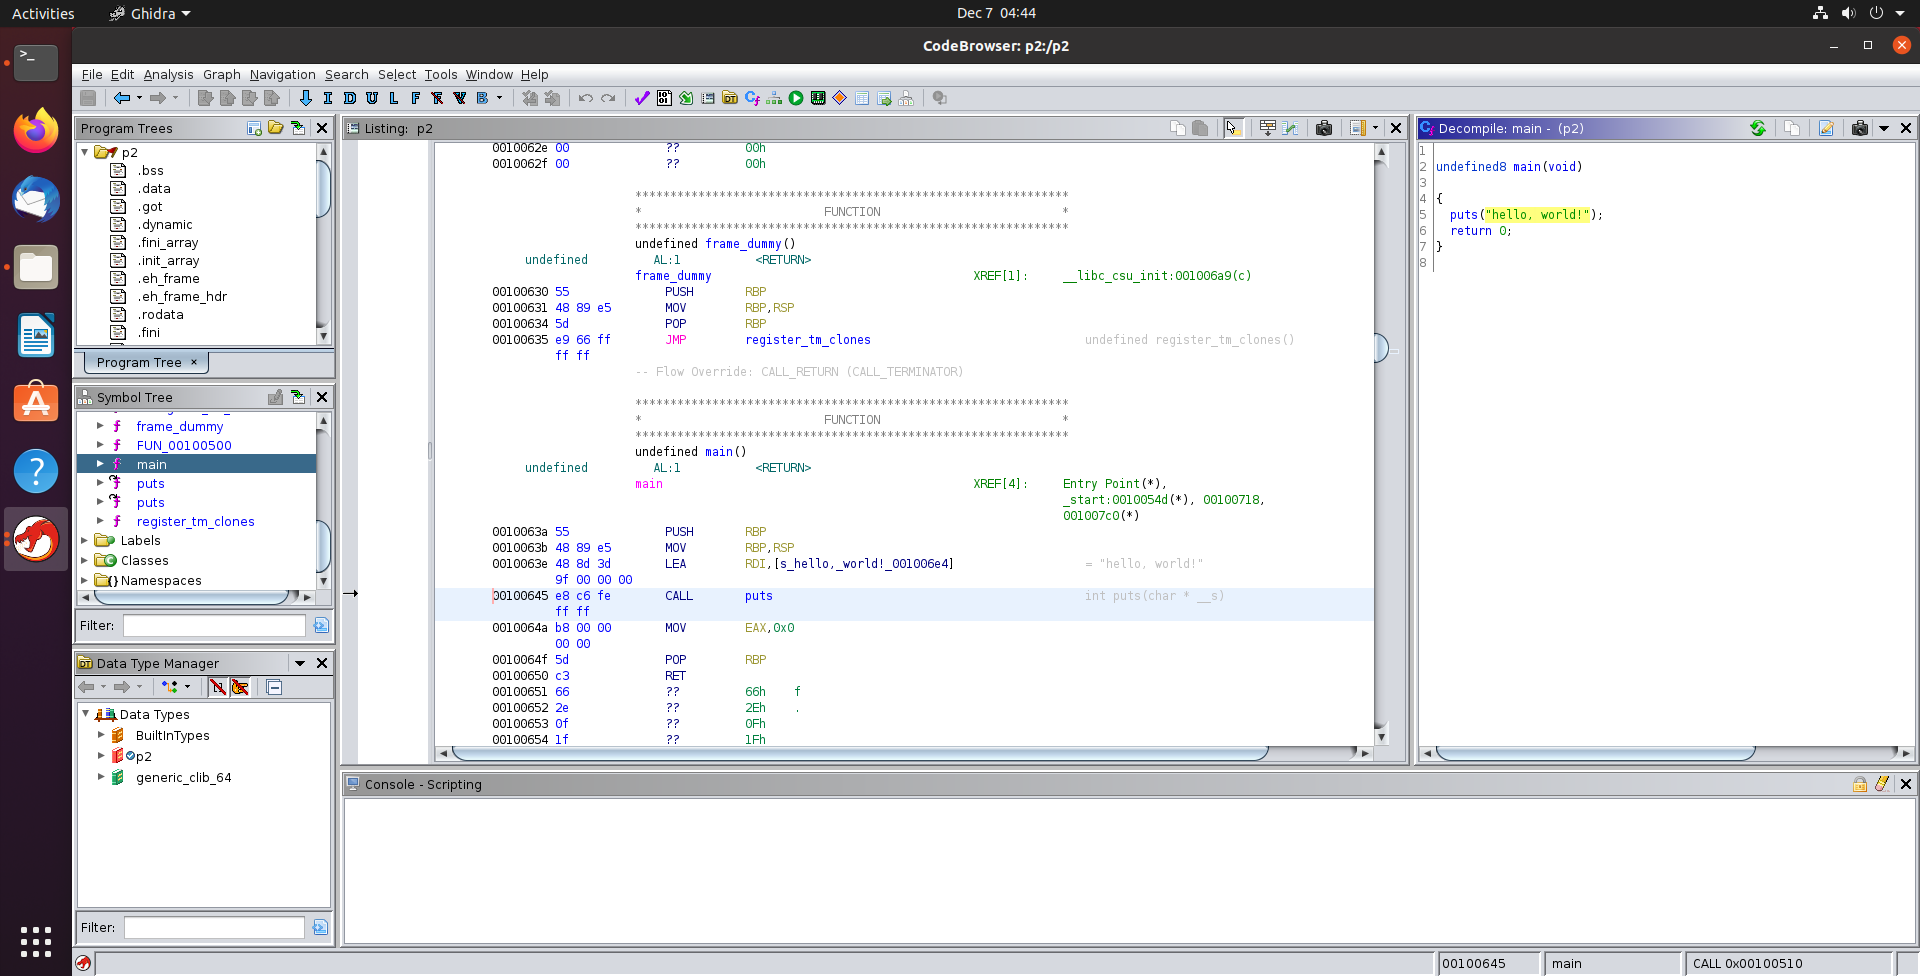 Activities Ghidra Dec 7 04:44
CodeBrowser: p2:/p2
File Edit Analysis Graph Navigation Search Select Tools Window Help
Program Trees
p2
.bss
.data
.got
.dynamic
.fini_array
.init_array
.eh_frame
.eh_frame_hdr
.rodata
.fini
Program Tree ×
Symbol Tree
frame_dummy
FUN_00100500
main
puts
puts
register_tm_clones
Labels
Classes
Namespaces
Filter:
Data Type Manager
Data Types
BuiltInTypes
p2
generic_clib_64
Filter:
Listing: p2
0010062e 00 ?? 00h
0010062f 00 ?? 00h
**************************************************************
* FUNCTION *
**************************************************************
undefined frame_dummy()
undefined AL:1 <RETURN>
frame_dummy XREF[1]: __libc_csu_init:001006a9(c)
00100630 55 PUSH RBP
00100631 48 89 e5 MOV RBP,RSP
00100634 5d POP RBP
00100635 e9 66 ff JMP register_tm_clones undefined register_tm_clones()
ff ff
-- Flow Override: CALL_RETURN (CALL_TERMINATOR)
**************************************************************
* FUNCTION *
**************************************************************
undefined main()
undefined AL:1 <RETURN>
main XREF[4]: Entry Point(*),
_start:0010054d(*), 00100718,
001007c0(*)
0010063a 55 PUSH RBP
0010063b 48 89 e5 MOV RBP,RSP
0010063e 48 8d 3d LEA RDI,[s_hello,_world!_001006e4] = "hello, world!"
9f 00 00 00
00100645 e8 c6 fe CALL puts int puts(char * __s)
ff ff
0010064a b8 00 00 MOV EAX,0x0
00 00
0010064f 5d POP RBP
00100650 c3 RET
00100651 66 ?? 66h f
00100652 2e ?? 2Eh .
00100653 0f ?? 0Fh
00100654 1f ?? 1Fh
Decompile: main - (p2)
1
2 undefined8 main(void)
3
4 {
5 puts("hello, world!");
6 return 0;
7 }
8
Console - Scripting
00100645 main CALL 0x00100510